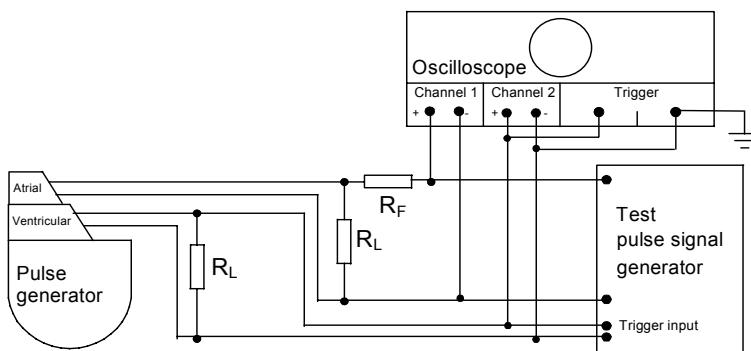 Oscilloscope
Channel 1 Channel 2 Trigger
+ - + -
Atrial
Ventricular
Pulse
generator
R_F
R_L
R_L
Test
pulse signal
generator
Trigger input